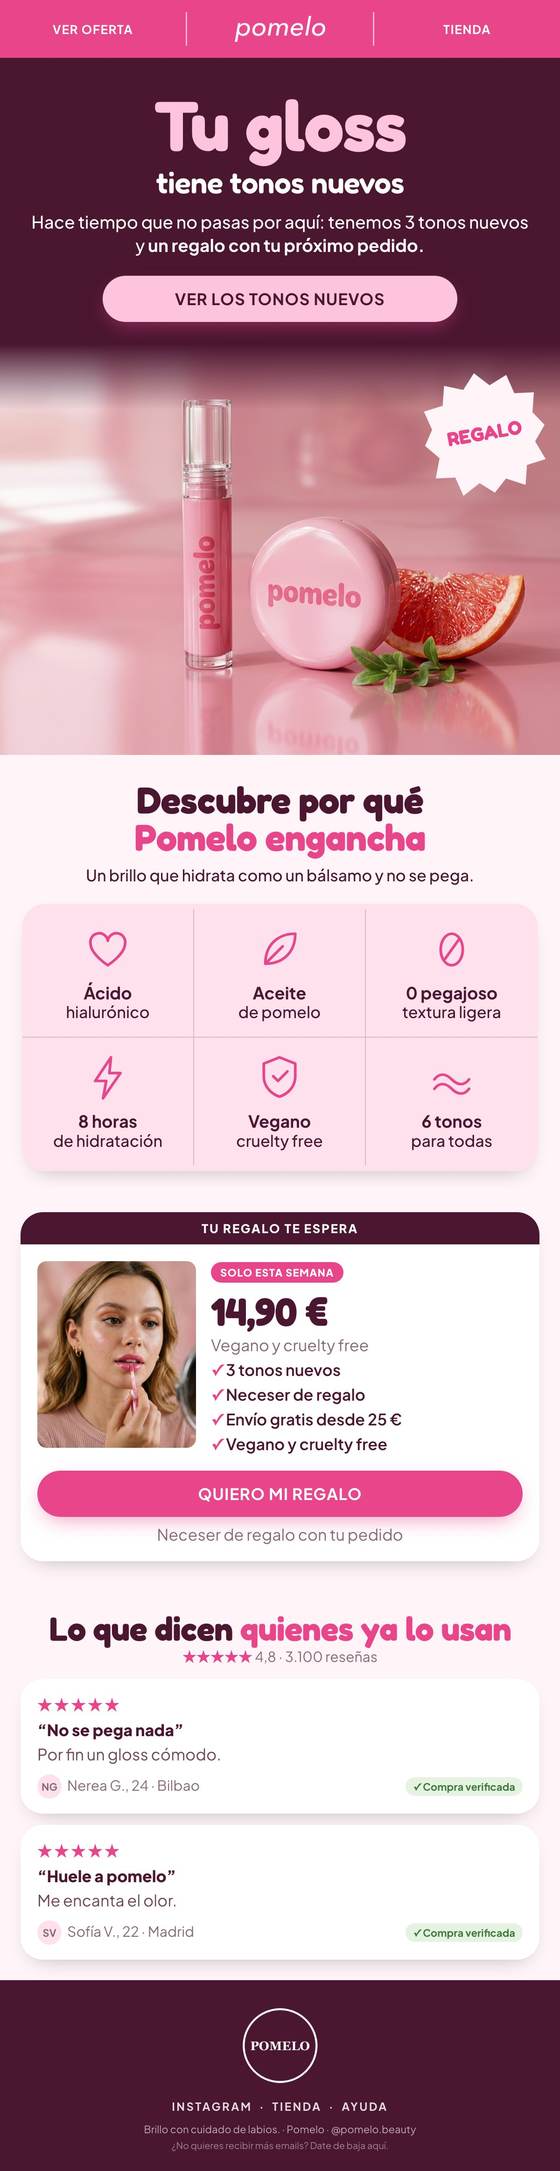 VER OFERTA
pomelo
TIENDA
Tu gloss
tiene tonos nuevos
Hace tiempo que no pasas por aquí: tenemos 3 tonos nuevos
y un regalo con tu próximo pedido.
VER LOS TONOS NUEVOS
REGALO
pomelo
pomelo
Descubre por qué
Pomelo engancha
Un brillo que hidrata como un bálsamo y no se pega.
Ácido
hialurónico
Aceite
de pomelo
0 pegajoso
textura ligera
8 horas
de hidratación
Vegano
cruelty free
6 tonos
para todas
TU REGALO TE ESPERA
SOLO ESTA SEMANA
14,90 €
Vegano y cruelty free
✓3 tonos nuevos
✓Neceser de regalo
✓Envío gratis desde 25 €
✓Vegano y cruelty free
QUIERO MI REGALO
Neceser de regalo con tu pedido
Lo que dicen quienes ya lo usan
★★★★★ 4,8 · 3.100 reseñas
★★★★★
“No se pega nada”
Por fin un gloss cómodo.
NG Nerea G., 24 · Bilbao
✓Compra verificada
★★★★★
“Huele a pomelo”
Me encanta el olor.
SV Sofía V., 22 · Madrid
✓Compra verificada
POMELO
INSTAGRAM · TIENDA · AYUDA
Brillo con cuidado de labios. · Pomelo · @pomelo.beauty
¿No quieres recibir más emails? Date de baja aquí.